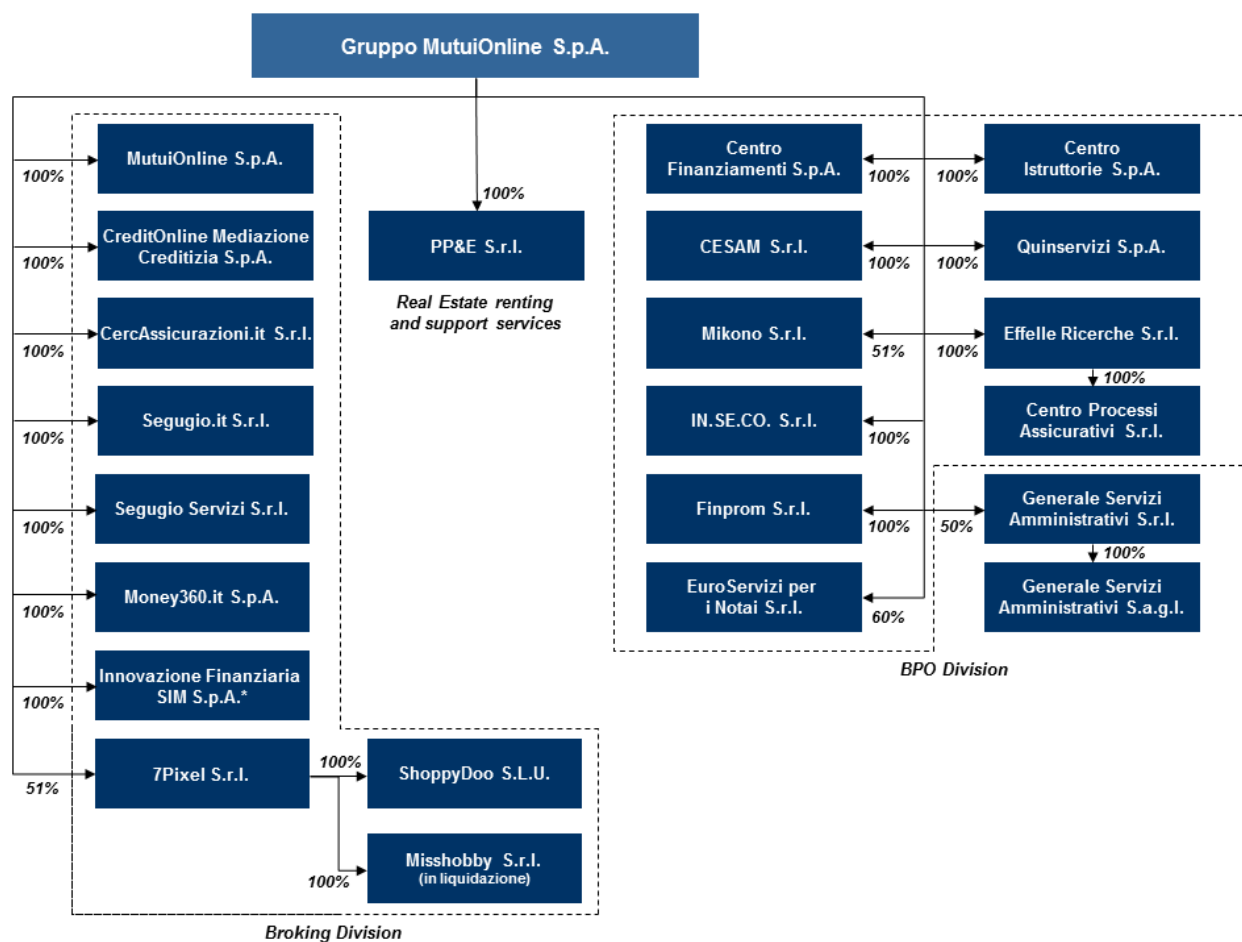 Gruppo MutuiOnline S.p.A.
MutuiOnline S.p.A.
100%
CreditOnline Mediazione
Creditizia S.p.A.
100%
CercAssicurazioni.it S.r.l.
100%
Segugio.it S.r.l.
100%
Segugio Servizi S.r.l.
100%
Money360.it S.p.A.
100%
Innovazione Finanziaria
SIM S.p.A.*
100%
7Pixel S.r.l.
51%
100%
ShoppyDoo S.L.U.
100%
Misshobby S.r.l.
(in liquidazione)
Broking Division
100%
PP&E S.r.l.
Real Estate renting
and support services
Centro
Finanziamenti S.p.A.
100%
100%
Centro
Istruttorie S.p.A.
CESAM S.r.l.
100%
100%
Quinservizi S.p.A.
Mikono S.r.l.
51%
100%
Effelle Ricerche S.r.l.
100%
Centro Processi
Assicurativi S.r.l.
IN.SE.CO. S.r.l.
100%
Finprom S.r.l.
100%
50%
Generale Servizi
Amministrativi S.r.l.
100%
Generale Servizi
Amministrativi S.a.g.l.
EuroServizi per
i Notai S.r.l.
60%
BPO Division